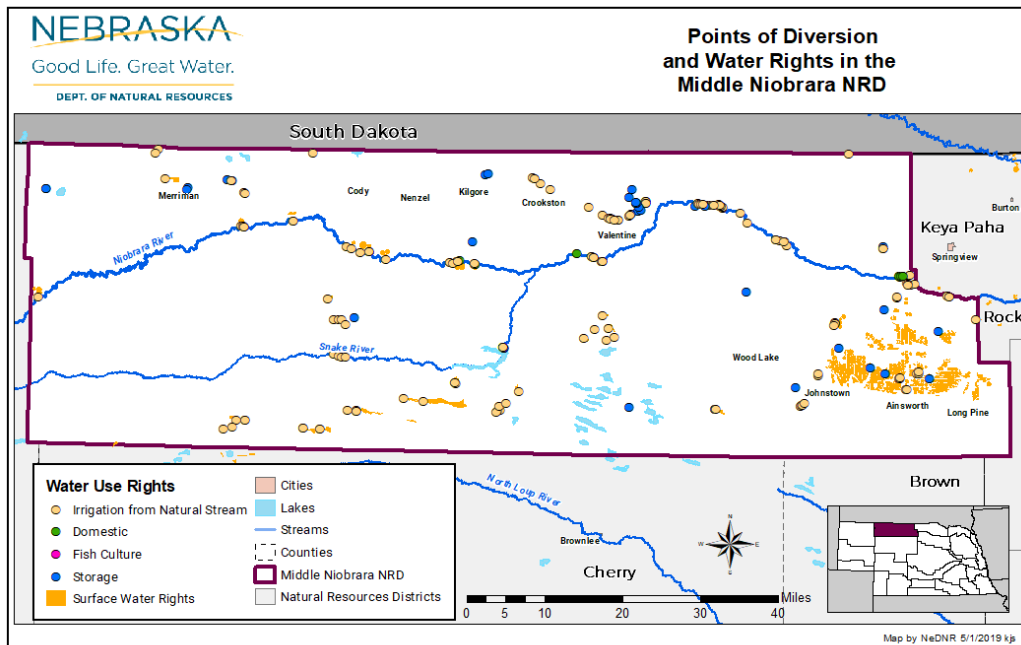 NEBRASKA
Good Life. Great Water.
DEPT. OF NATURAL RESOURCES
Points of Diversion
and Water Rights in the
Middle Niobrara NRD
South Dakota
Merriman
Cody
Nenzel
Kilgore
Crookston
Valentine
Burton
Keya Paha
Springview
Niobrara River
Rock
Snake River
Wood Lake
Johnstown
Ainsworth
Long Pine
Brown
North Loup River
Brownlee
Cherry
Water Use Rights
Irrigation from Natural Stream
Domestic
Fish Culture
Storage
Surface Water Rights
Cities
Lakes
Streams
Counties
Middle Niobrara NRD
Natural Resources Districts
N
W E
S
Miles
0 5 10 20 30 40
Map by NeDNR 5/1/2019 kjs